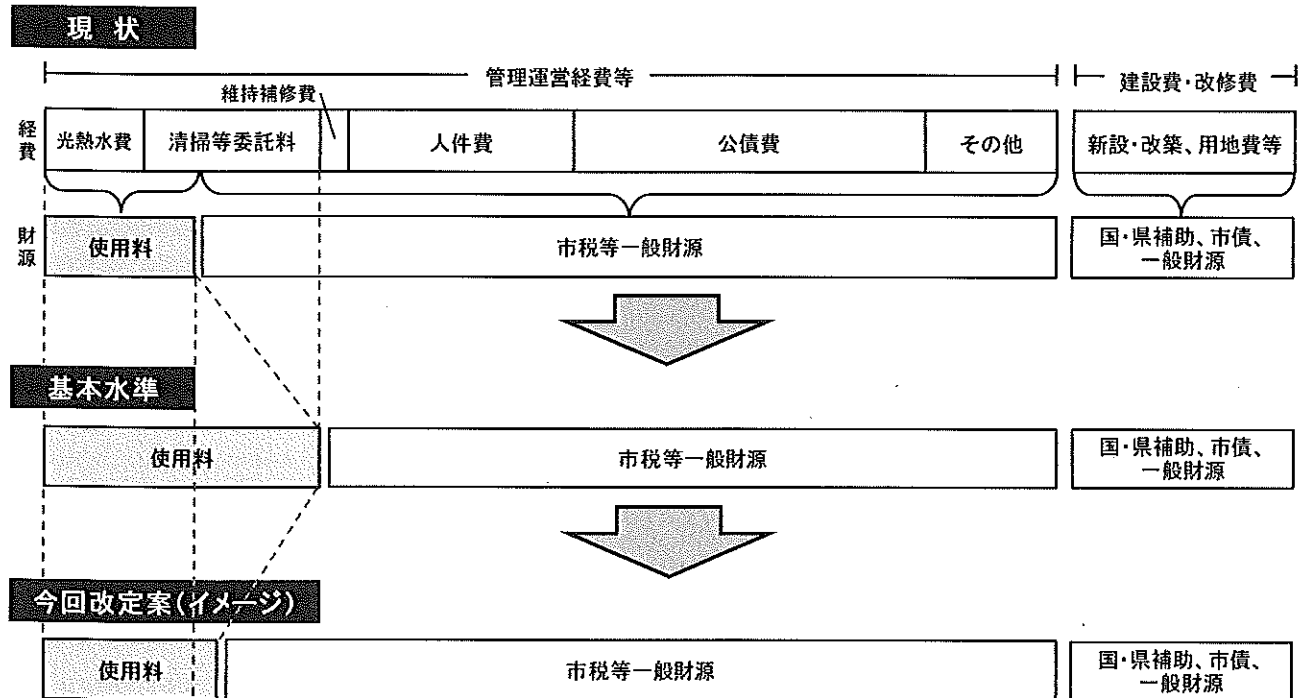 現 状
管理運営経費等
建設費・改修費
維持補修費
経費
光熱水費
清掃等委託料
人件費
公債費
その他
新設・改築、用地費等
財源
使用料
市税等一般財源
国・県補助、市債、
一般財源
基本水準
使用料
市税等一般財源
国・県補助、市債、
一般財源
今回改定案(イメージ)
使用料
市税等一般財源
国・県補助、市債、
一般財源